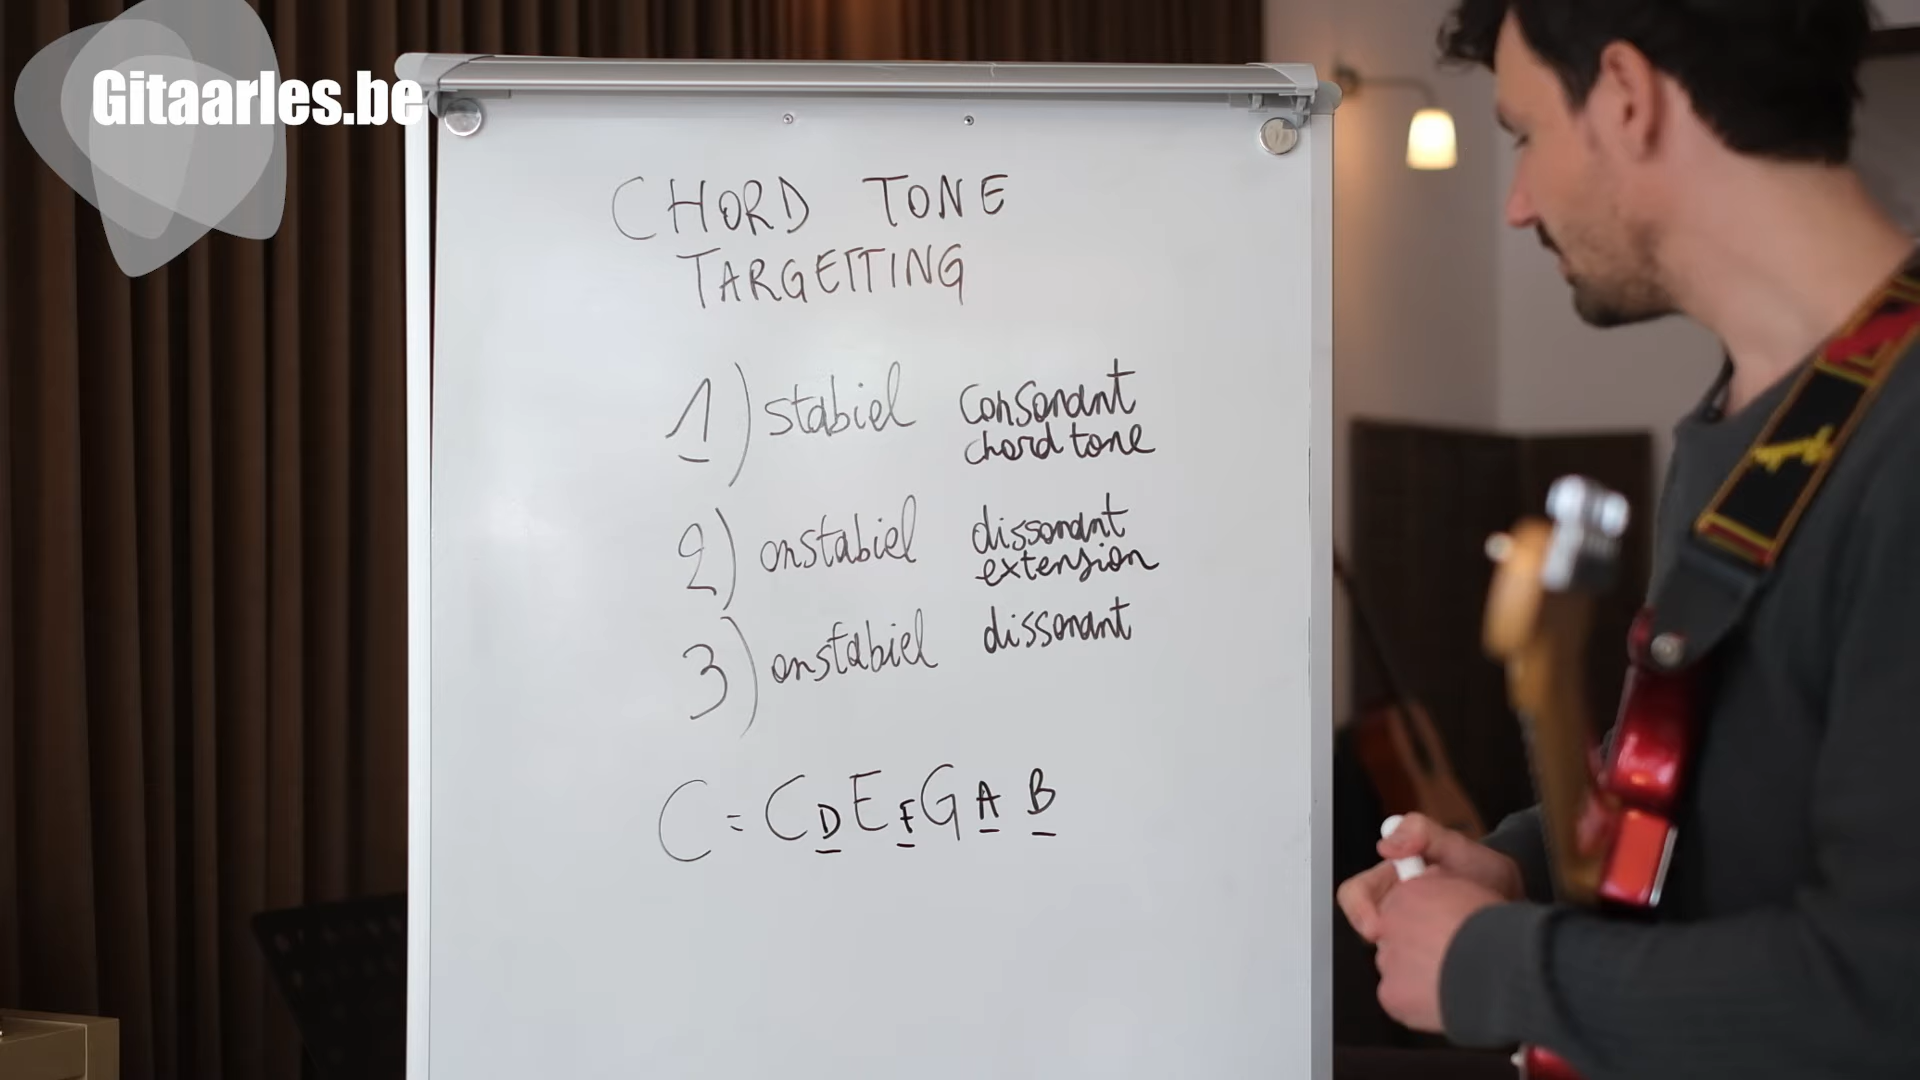 Gitaarles.be
CHORD TONE
TARGETTING
1) stabiel consonant
chord tone
2) onstabiel dissonant
extension
3) onstabiel dissonant
C = C D E F G A B